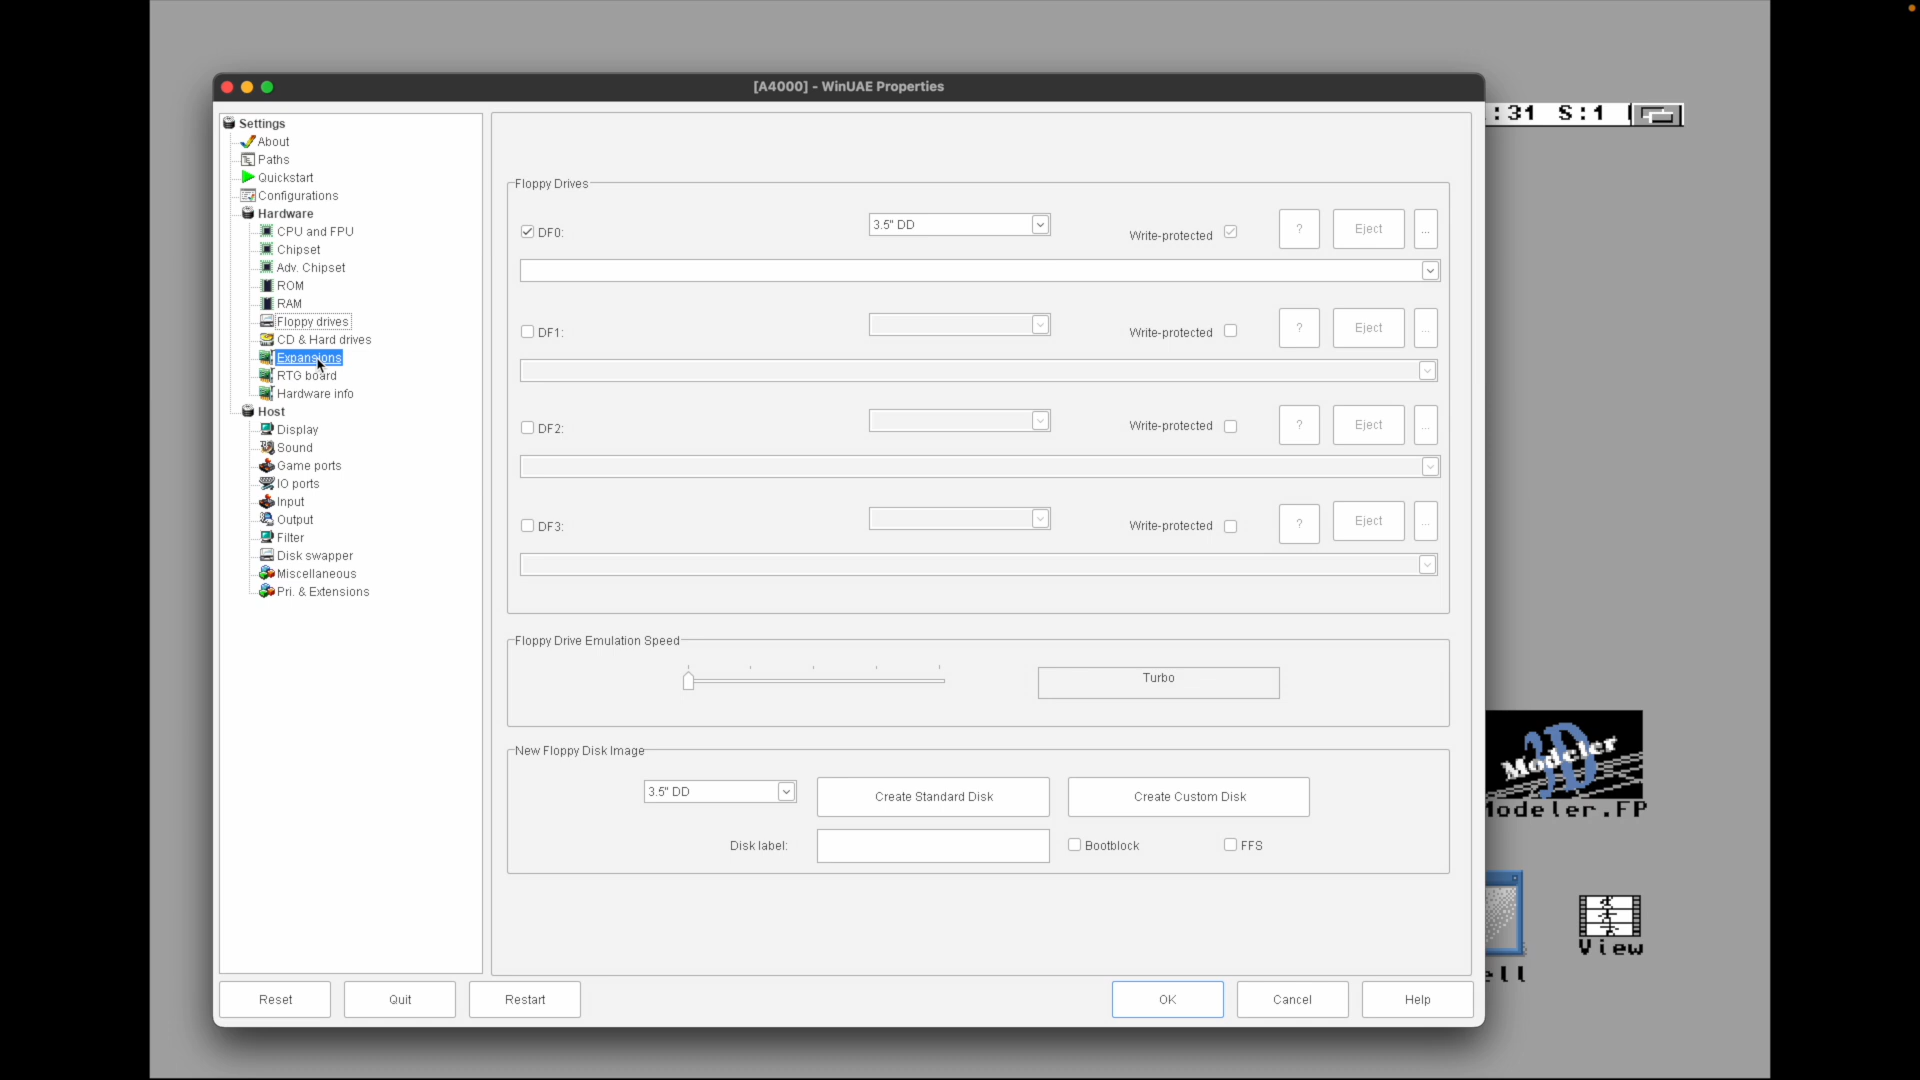 [A4000] - WinUAE Properties
:31 S:1
Settings
About
Paths
Quickstart
Configurations
Hardware
CPU and FPU
Chipset
Adv. Chipset
ROM
RAM
Floppy drives
CD & Hard drives
Expansions
RTG board
Hardware info
Host
Display
Sound
Game ports
IO ports
Input
Output
Filter
Disk swapper
Miscellaneous
Pri. & Extensions
Floppy Drives
DF0:
3.5" DD
Write-protected
?
Eject
...
DF1:
Write-protected
?
Eject
...
DF2:
Write-protected
?
Eject
...
DF3:
Write-protected
?
Eject
...
Floppy Drive Emulation Speed
Turbo
New Floppy Disk Image
3.5" DD
Create Standard Disk
Create Custom Disk
Disk label:
Bootblock
FFS
3D
Modeler
Modeler.FP
View
ell
Reset
Quit
Restart
OK
Cancel
Help